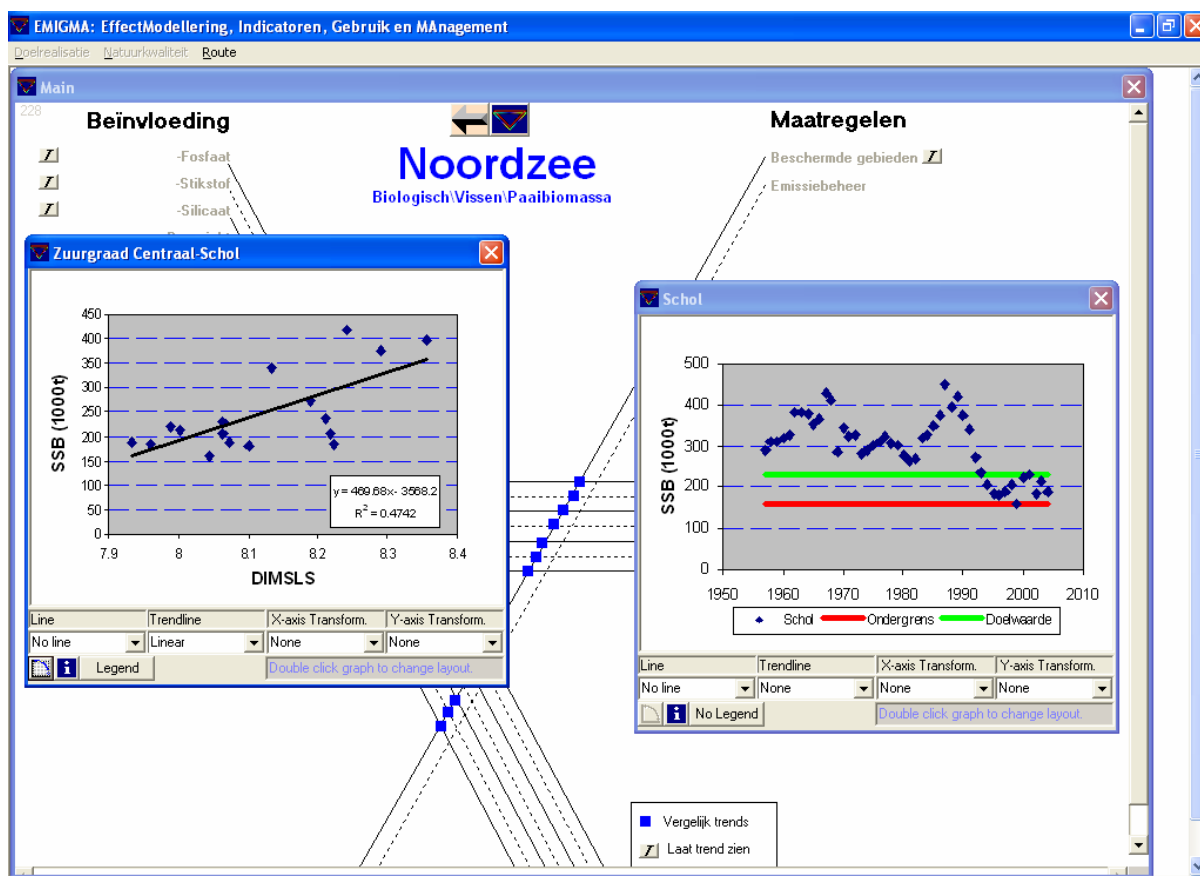 EMIGMA: EffectModellering, Indicatoren, Gebruik en MAnagement
Doelrealisatie Natuurkwaliteit Route
Main
228
Beïnvloeding
Maatregelen
-Fosfaat
-Stikstof
-Silicaat
Noordzee
Biologisch\Vissen\Paaibiomassa
Beschermde gebieden T
Emissiebeheer
T
T
T
Zuurgraad Centraal-Schol
SSB (1000t)
450
400
350
300
250
200
150
100
50
0
7.9 8 8.1 8.2 8.3 8.4
DIMSLS
y = 469.68x - 3568.2
R² = 0.4742
Line Trendline X-axis Transform. Y-axis Transform.
No line Linear None None
i Legend Double click graph to change layout.
Schol
SSB (1000t)
500
400
300
200
100
0
1950 1960 1970 1980 1990 2000 2010
Schol Ondergrens Doelwaarde
Line Trendline X-axis Transform. Y-axis Transform.
No line None None None
i No Legend Double click graph to change layout.
Vergelijk trends
T Laat trend zien